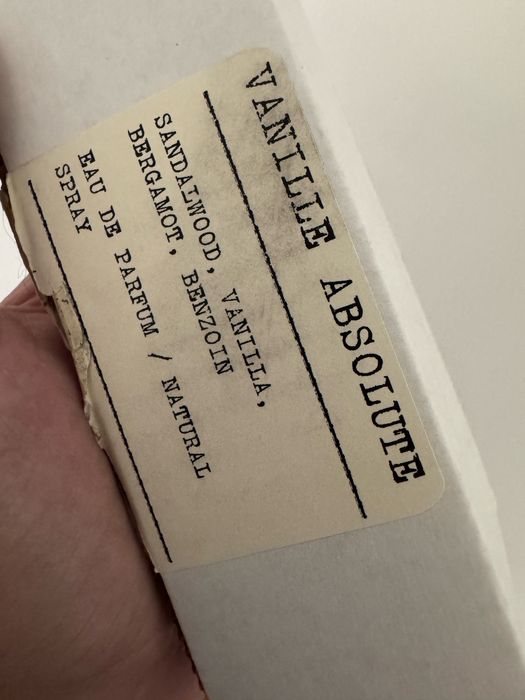 VANILLE ABSOLUTE
SANDALWOOD, VANILLA,
BERGAMOT, BENZOIN
EAU DE PARFUM / NATURAL
SPRAY